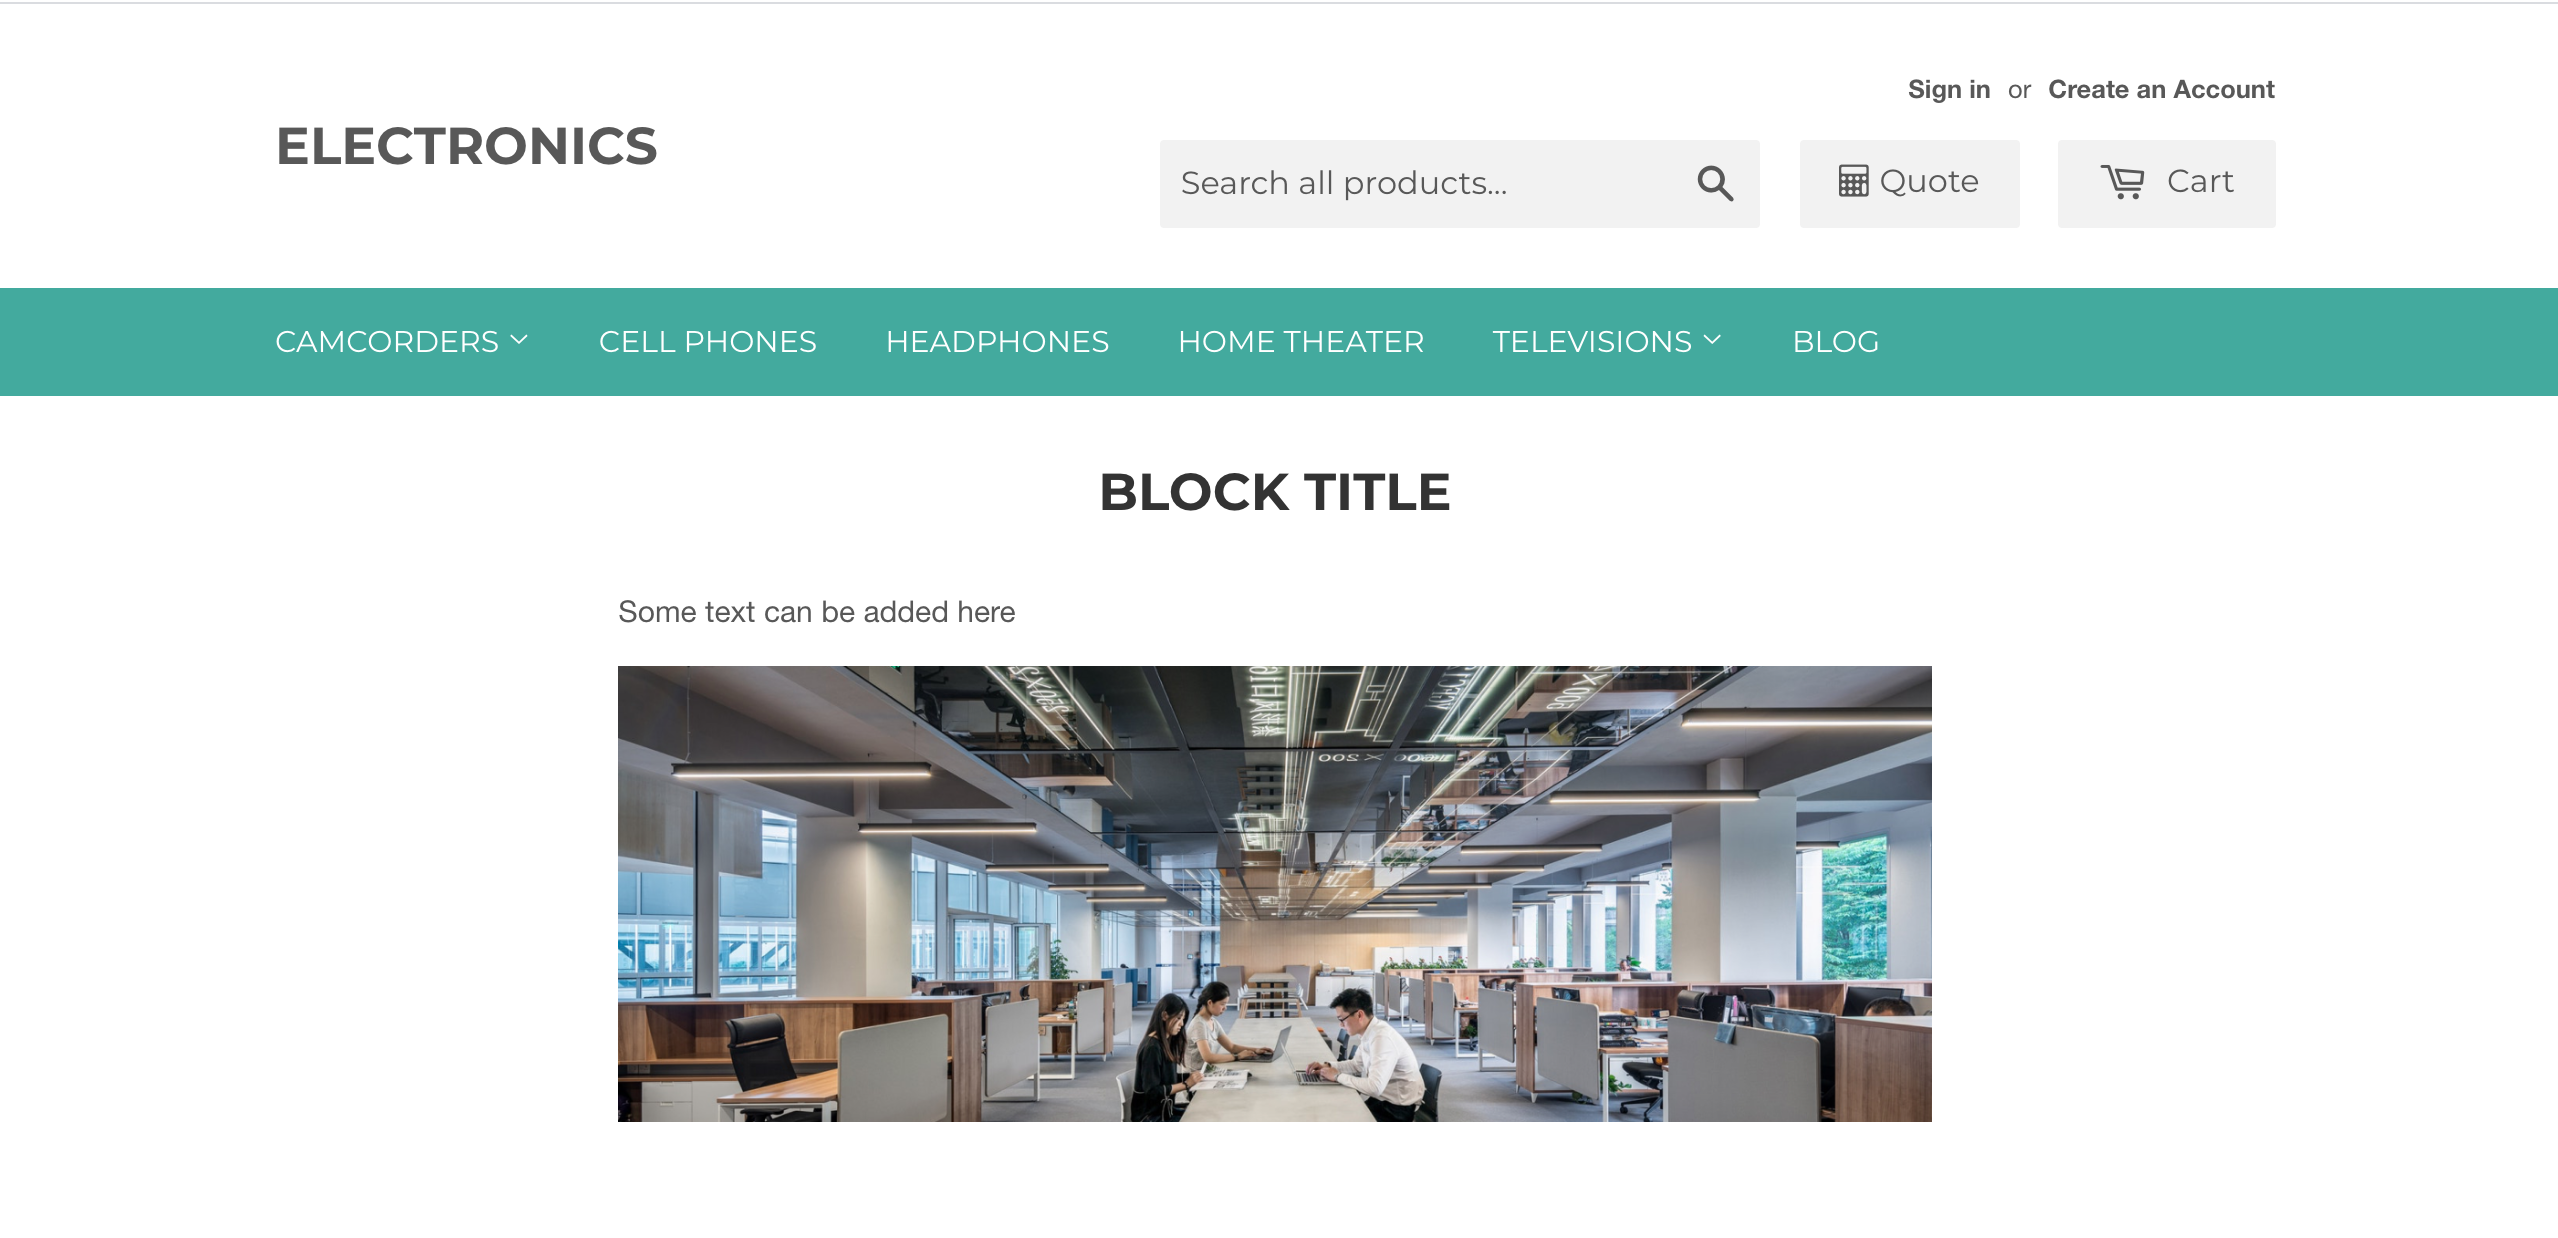 Sign in or Create an Account
ELECTRONICS
Search all products...
Quote
Cart
CAMCORDERS CELL PHONES HEADPHONES HOME THEATER TELEVISIONS BLOG
BLOCK TITLE
Some text can be added here